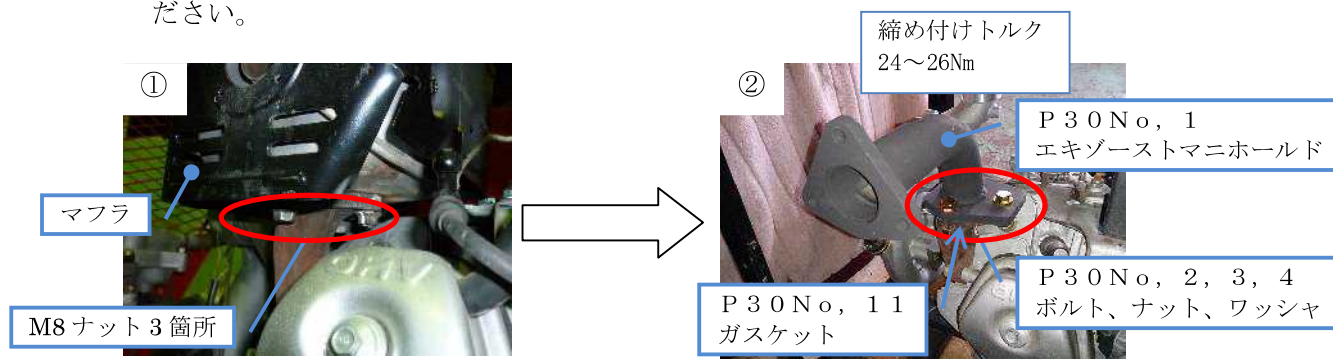 ださい。
締め付けトルク
24～26Nm
①
②
P30No, 1
エキゾーストマニホールド
マフラ
M8ナット3箇所
P30No, 11
ガスケット
P30No, 2, 3, 4
ボルト、ナット、ワッシャ